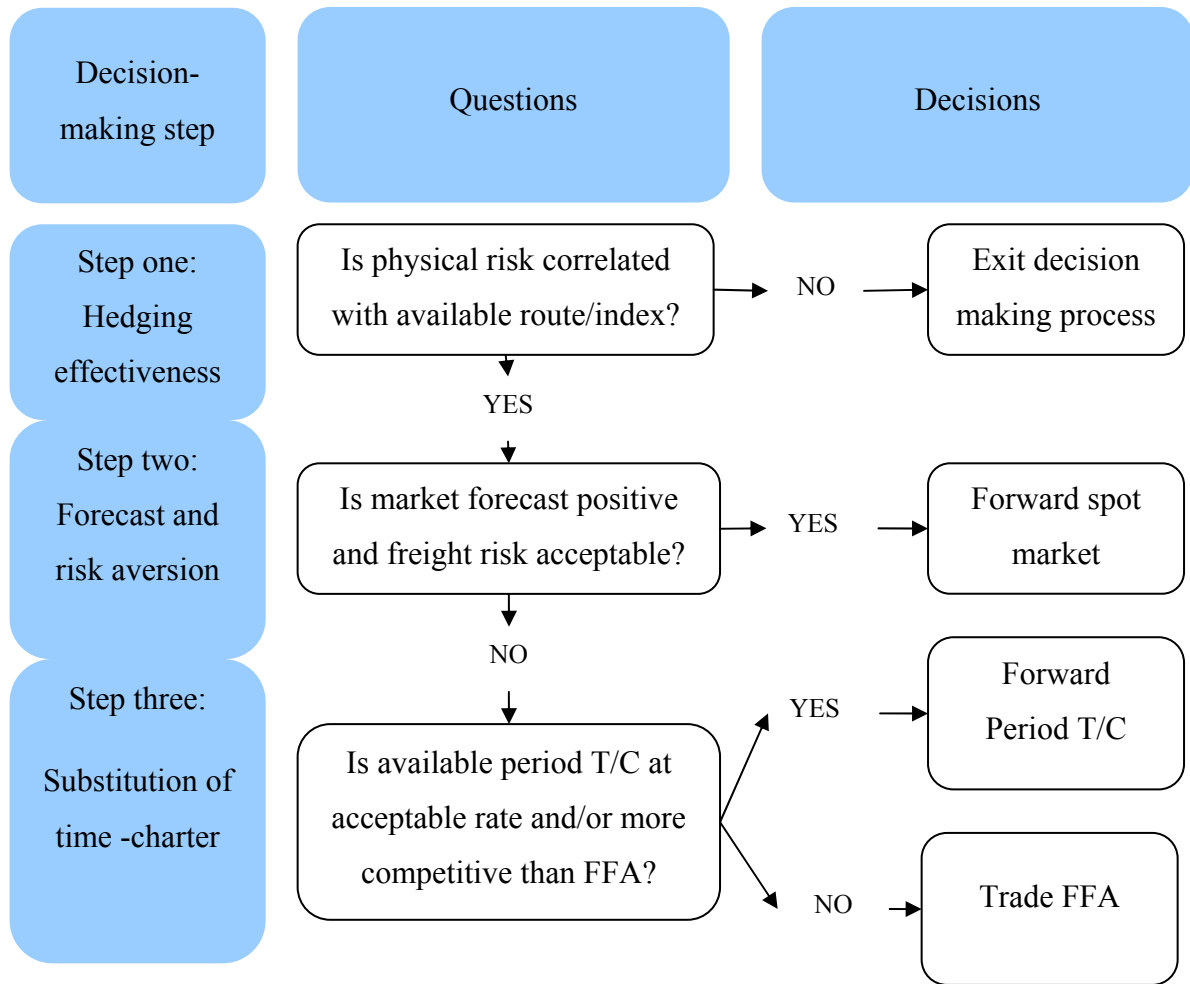 Decision-
making step
Questions
Decisions
Step one:
Hedging
effectiveness
Is physical risk correlated
with available route/index?
NO
Exit decision
making process
YES
Step two:
Forecast and
risk aversion
Is market forecast positive
and freight risk acceptable?
YES
Forward spot
market
NO
Step three:
Substitution of
time -charter
Is available period T/C at
acceptable rate and/or more
competitive than FFA?
YES
Forward
Period T/C
NO
Trade FFA